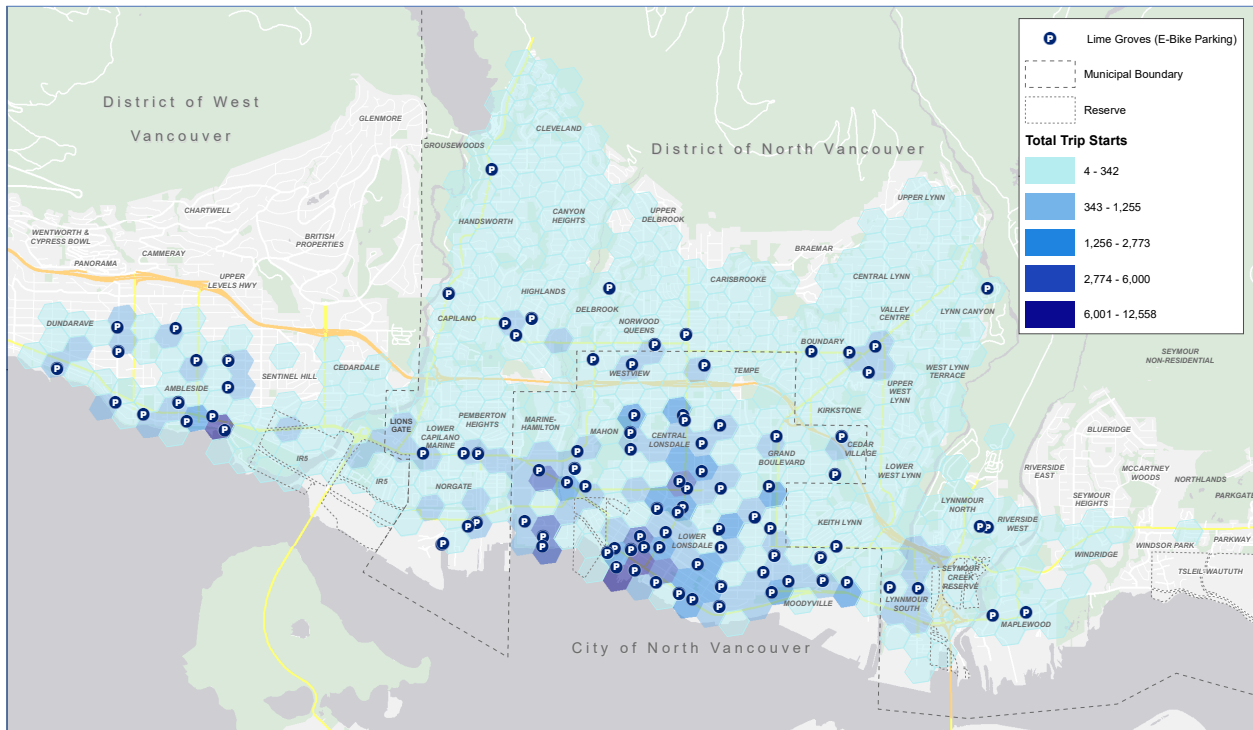 District of West
Vancouver
GLENMORE
GROUSEWOODS
CLEVELAND
District of North Vancouver
Lime Groves (E-Bike Parking)
Municipal Boundary
Reserve
Total Trip Starts
4 - 342
343 - 1,255
1,256 - 2,773
2,774 - 6,000
6,001 - 12,558
CHARTWELL
WENTWORTH &
CYPRESS BOWL
CAMMERAY
PANORAMA
BRITISH
PROPERTIES
UPPER
LEVELS HWY
HANDSWORTH
CANYON
HEIGHTS
UPPER
DELBROOK
UPPER LYNN
BRAEMAR
CENTRAL LYNN
CARISBROOKE
HIGHLANDS
DELBROOK
CAPILANO
NORWOOD
QUEENS
VALLEY
CENTRE
LYNN CANYON
DUNDARAVE
AMBLESIDE
SENTINEL HILL
CEDARDALE
BOUNDARY
WESTVIEW
TEMPE
WEST LYNN
TERRACE
UPPER
WEST
LYNN
SEYMOUR
NON-RESIDENTIAL
LIONS
GATE
LOWER
CAPILANO
MARINE
PEMBERTON
HEIGHTS
MARINE-
HAMILTON
MAHON
CENTRAL
LONSDALE
KIRKSTONE
CEDAR
VILLAGE
GRAND
BOULEVARD
BLUERIDGE
IR5
IR5
NORGATE
LOWER
WEST LYNN
RIVERSIDE
EAST
MCCARTNEY
WOODS
NORTHLANDS
PARKGATE
SEYMOUR
HEIGHTS
LYNNMOUR
NORTH
RIVERSIDE
WEST
KEITH LYNN
LOWER
LONSDALE
WINDSOR PARK
PARKWAY
WINDRIDGE
SEYMOUR
CREEK
RESERVE
TSLEIL-WAUTUTH
MOODYVILLE
LYNNMOUR
SOUTH
MAPLEWOOD
City of North Vancouver